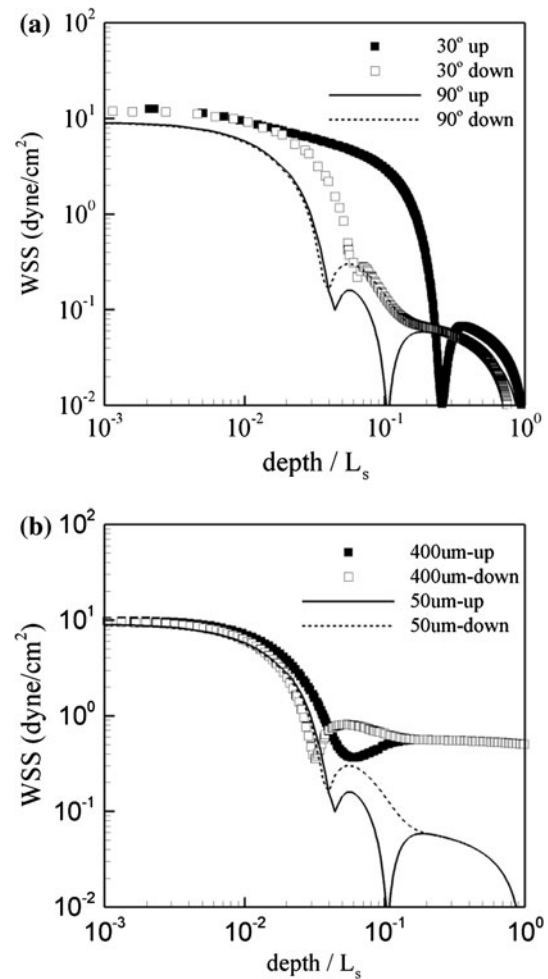 (a)
10²
30° up
30° down
90° up
90° down
10¹
10⁰
10⁻¹
10⁻²
WSS (dyne/cm²)
10⁻³ 10⁻² 10⁻¹ 10⁰
depth / Lₛ
(b)
10²
400um-up
400um-down
50um-up
50um-down
10¹
10⁰
10⁻¹
10⁻²
WSS (dyne/cm²)
10⁻³ 10⁻² 10⁻¹ 10⁰
depth / Lₛ